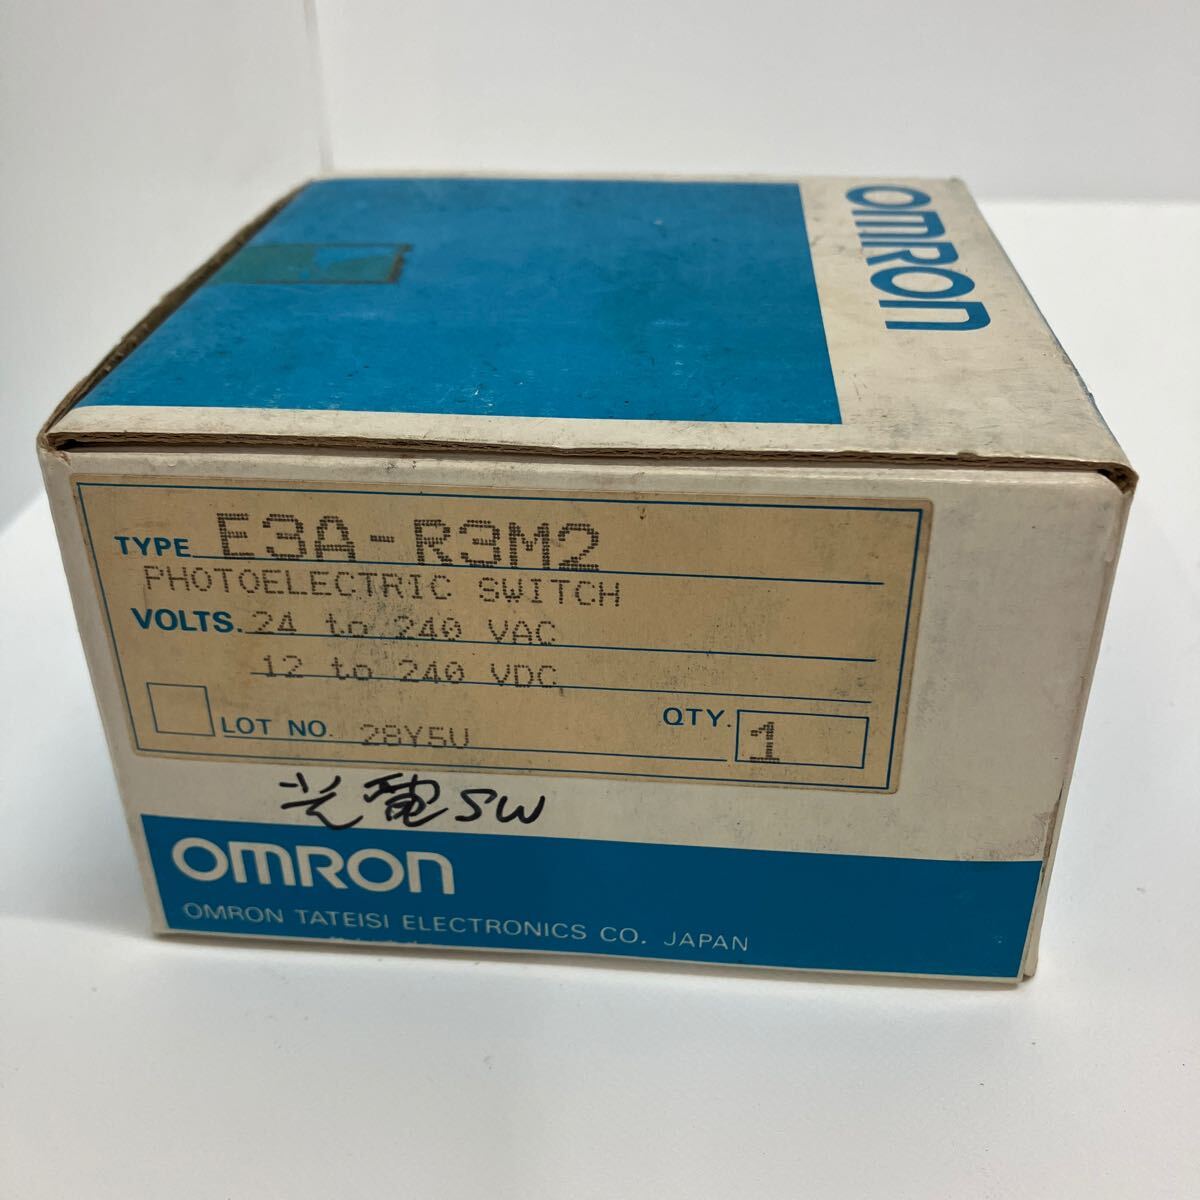 OMRON
TYPE E3A-R3M2
PHOTOELECTRIC SWITCH
VOLTS. 24 to 240 VAC
12 to 240 VDC
LOT NO. 28Y5U QTY. 1
光電SW
OMRON
OMRON TATEISI ELECTRONICS CO. JAPAN